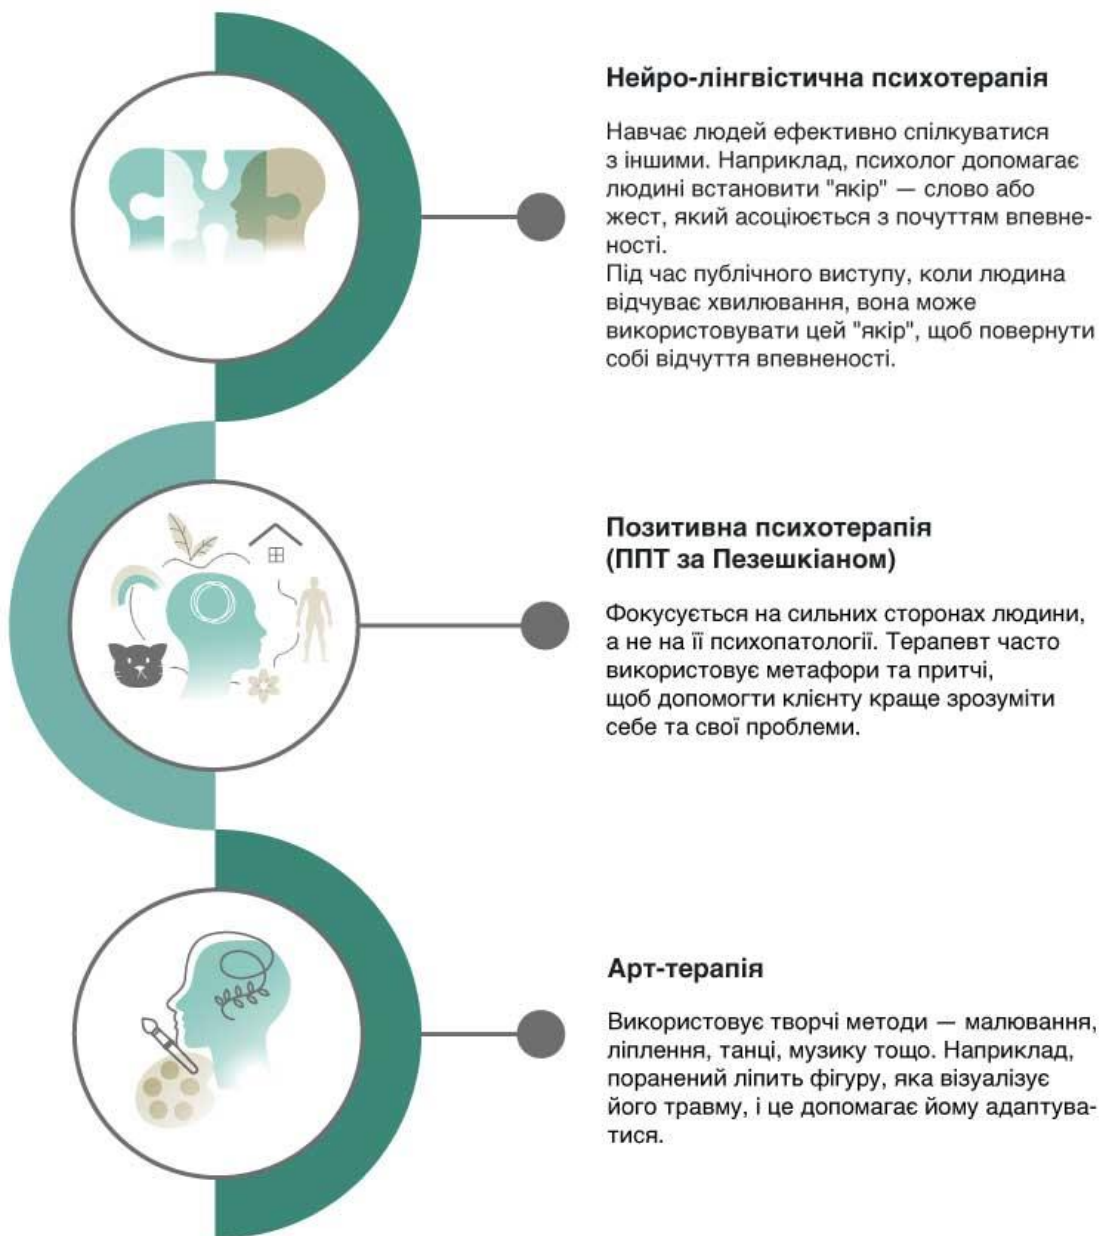 Нейро-лінгвістична психотерапія
Навчає людей ефективно спілкуватися
з іншими. Наприклад, психолог допомагає
людині встановити "якір" — слово або
жест, який асоціюється з почуттям впевне-
ності.
Під час публічного виступу, коли людина
відчуває хвилювання, вона може
використовувати цей "якір", щоб повернути
собі відчуття впевненості.
Позитивна психотерапія
(ППТ за Пезешкіаном)
Фокусується на сильних сторонах людини,
а не на її психопатології. Терапевт часто
використовує метафори та притчі,
щоб допомогти клієнту краще зрозуміти
себе та свої проблеми.
Арт-терапія
Використовує творчі методи — малювання,
ліплення, танці, музику тощо. Наприклад,
поранений ліпить фігуру, яка візуалізує
його травму, і це допомагає йому адаптува-
тися.